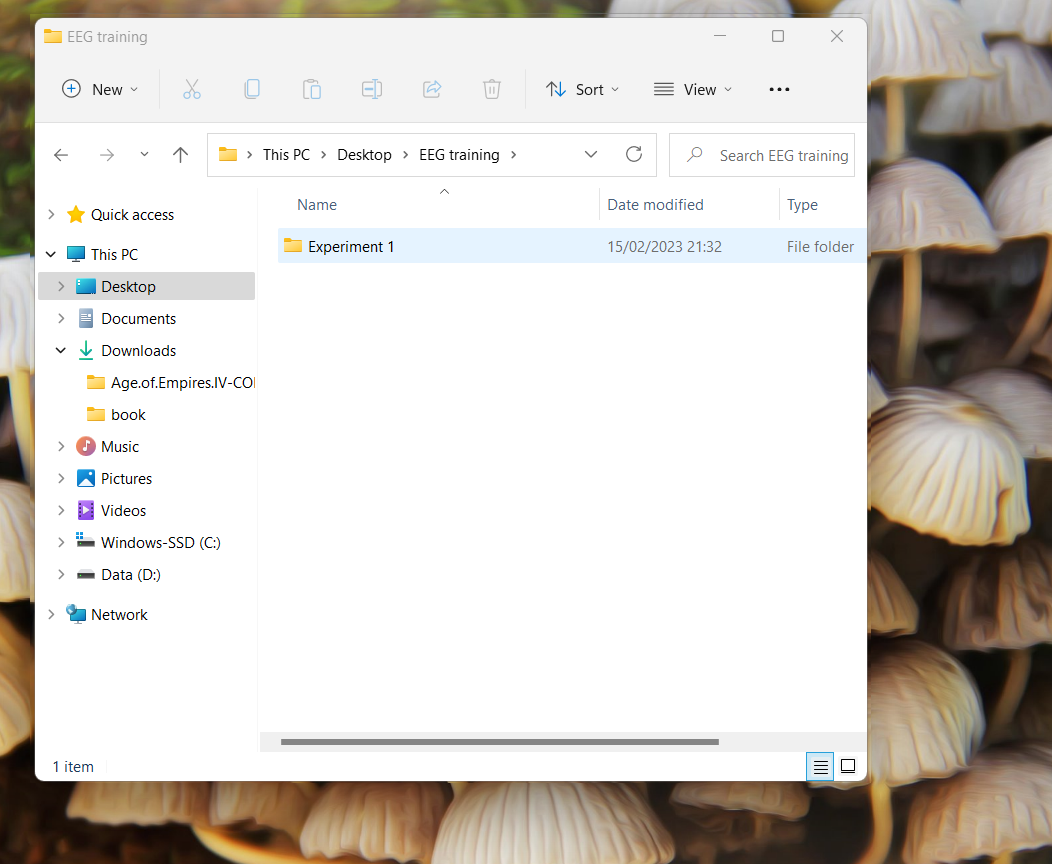 EEG training
New
Sort
View
This PC
Desktop
EEG training
Search EEG training
Name
Date modified
Type
Experiment 1
15/02/2023 21:32
File folder
Quick access
This PC
Desktop
Documents
Downloads
Age.of.Empires.IV-CO
book
Music
Pictures
Videos
Windows-SSD (C:)
Data (D:)
Network
1 item